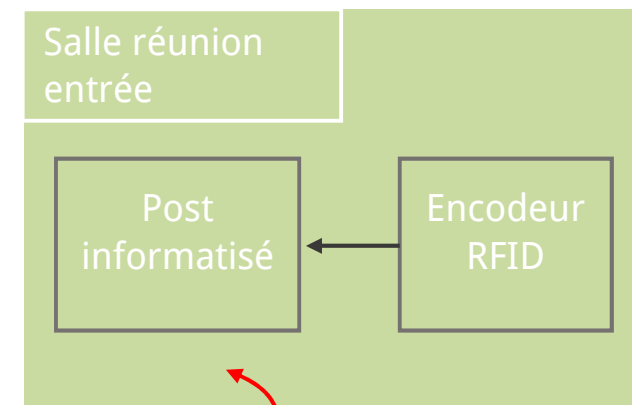 Salle réunion
entrée
Post
informatisé
Encodeur
RFID